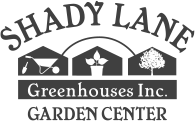 SHADY LANE
Greenhouses Inc.
GARDEN CENTER